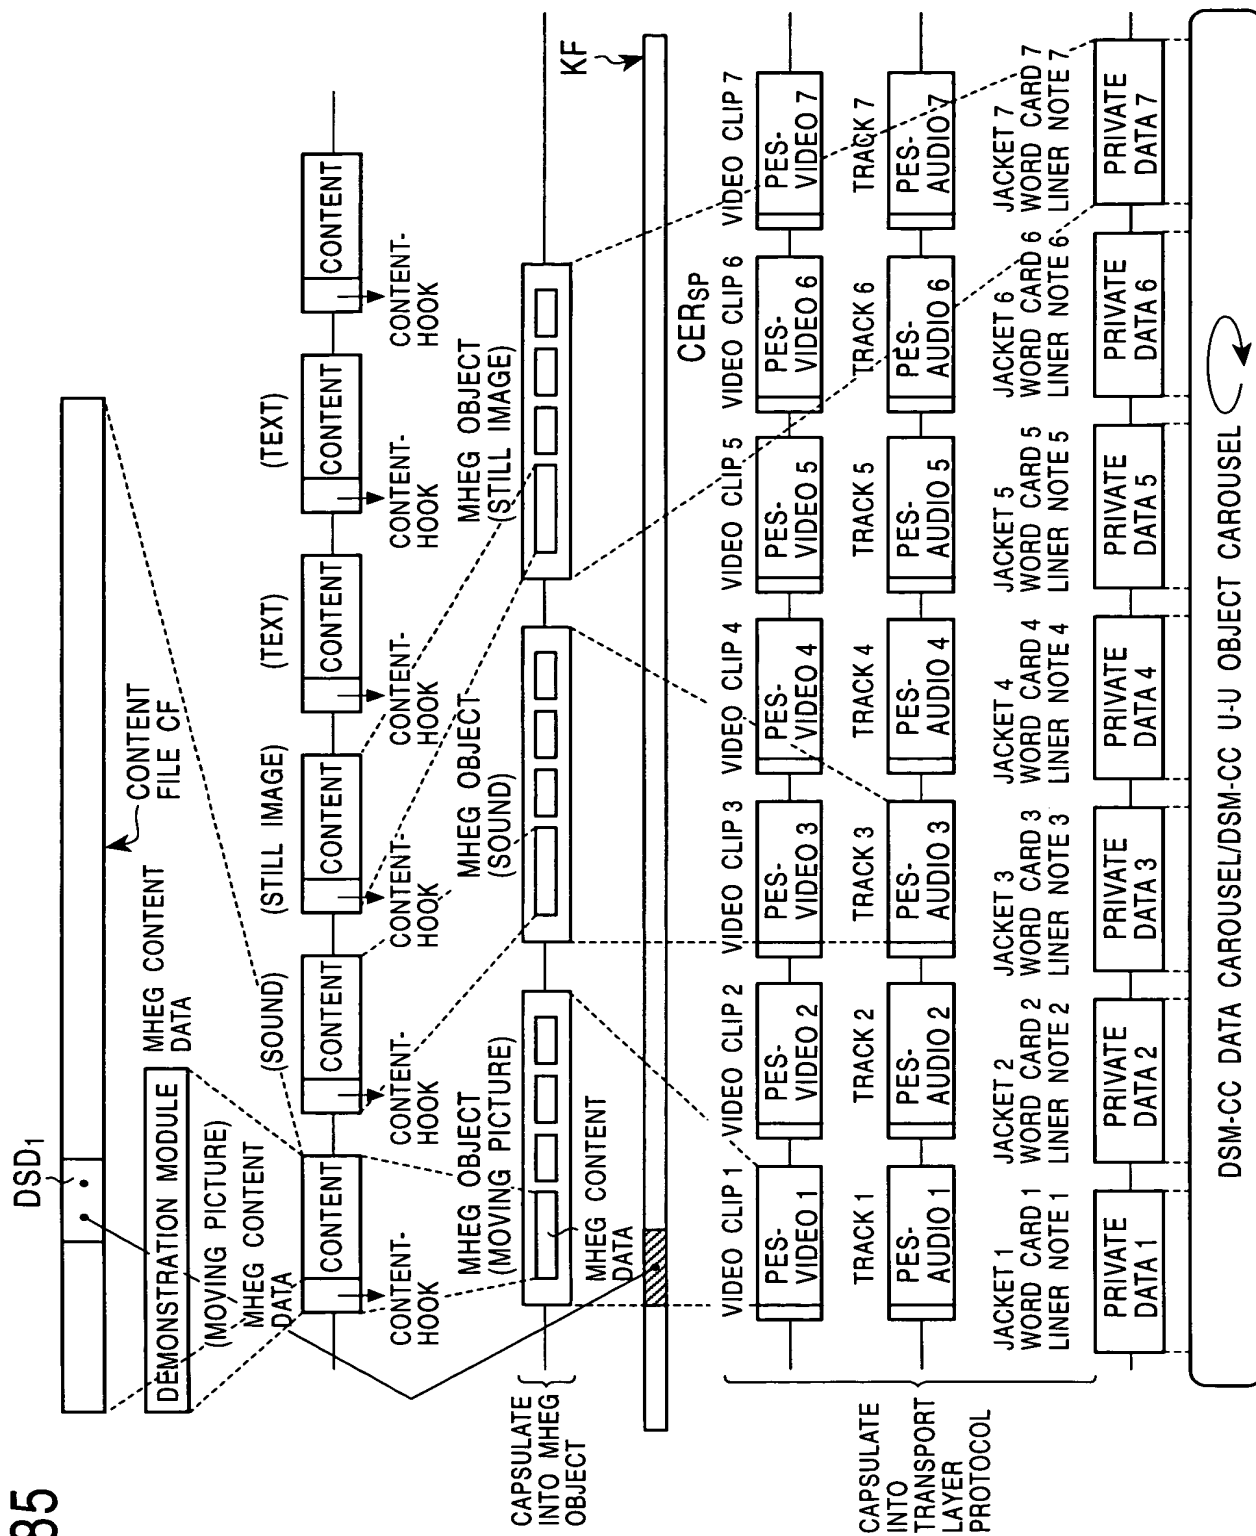 85
DSD1
CONTENT
FILE CF
MHEG CONTENT
DATA
DEMONSTRATION MODULE
(MOVING PICTURE)
MHEG CONTENT
DATA
(SOUND)
(STILL IMAGE)
(TEXT)
(TEXT)
CONTENT
CONTENT
CONTENT
CONTENT
CONTENT
CONTENT
CONTENT-
HOOK
CONTENT-
HOOK
CONTENT-
HOOK
CONTENT-
HOOK
CONTENT-
HOOK
CONTENT-
HOOK
MHEG OBJECT
(MOVING PICTURE)
MHEG OBJECT
(SOUND)
MHEG OBJECT
(STILL IMAGE)
CAPSULATE
INTO MHEG
OBJECT
MHEG CONTENT
DATA
KF
CERSP
VIDEO CLIP 1
VIDEO CLIP 2
VIDEO CLIP 3
VIDEO CLIP 4
VIDEO CLIP 5
VIDEO CLIP 6
VIDEO CLIP 7
PES-
VIDEO 1
PES-
VIDEO 2
PES-
VIDEO 3
PES-
VIDEO 4
PES-
VIDEO 5
PES-
VIDEO 6
PES-
VIDEO 7
CAPSULATE
INTO
TRANSPORT
LAYER
PROTOCOL
TRACK 1
TRACK 2
TRACK 3
TRACK 4
TRACK 5
TRACK 6
TRACK 7
PES-
AUDIO 1
PES-
AUDIO 2
PES-
AUDIO 3
PES-
AUDIO 4
PES-
AUDIO 5
PES-
AUDIO 6
PES-
AUDIO 7
JACKET 1
WORD CARD 1
LINER NOTE 1
JACKET 2
WORD CARD 2
LINER NOTE 2
JACKET 3
WORD CARD 3
LINER NOTE 3
JACKET 4
WORD CARD 4
LINER NOTE 4
JACKET 5
WORD CARD 5
LINER NOTE 5
JACKET 6
WORD CARD 6
LINER NOTE 6
JACKET 7
WORD CARD 7
LINER NOTE 7
PRIVATE
DATA 1
PRIVATE
DATA 2
PRIVATE
DATA 3
PRIVATE
DATA 4
PRIVATE
DATA 5
PRIVATE
DATA 6
PRIVATE
DATA 7
DSM-CC DATA CAROUSEL/DSM-CC U-U OBJECT CAROUSEL